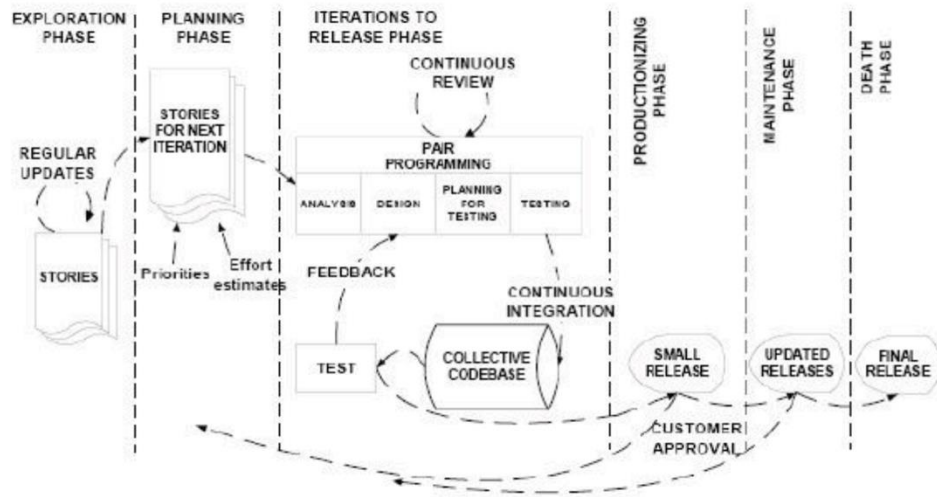 EXPLORATION
PHASE
PLANNING
PHASE
ITERATIONS TO
RELEASE PHASE
PRODUCTIONIZING
PHASE
MAINTENANCE
PHASE
DEATH
PHASE
REGULAR
UPDATES
STORIES
STORIES
FOR NEXT
ITERATION
Priorities
Effort
estimates
CONTINUOUS
REVIEW
PAIR
PROGRAMMING
ANALYSIS
DESIGN
PLANNING
FOR
TESTING
TESTING
FEEDBACK
CONTINUOUS
INTEGRATION
TEST
COLLECTIVE
CODEBASE
SMALL
RELEASE
UPDATED
RELEASES
FINAL
RELEASE
CUSTOMER
APPROVAL